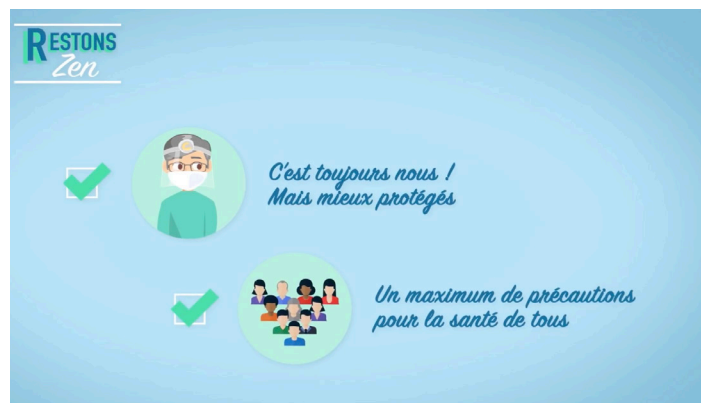 RESTONS
Zen
C'est toujours nous !
Mais mieux protégés
Un maximum de précautions
pour la santé de tous